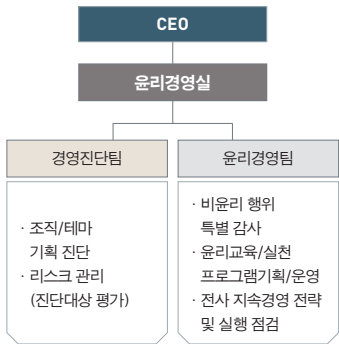 CEO
윤리경영실
경영진단팀
· 조직/테마
기획 진단
· 리스크 관리
(진단대상 평가)
윤리경영팀
· 비윤리 행위
특별 감사
· 윤리교육/실천
프로그램기획/운영
· 전사 지속경영 전략
및 실행 점검